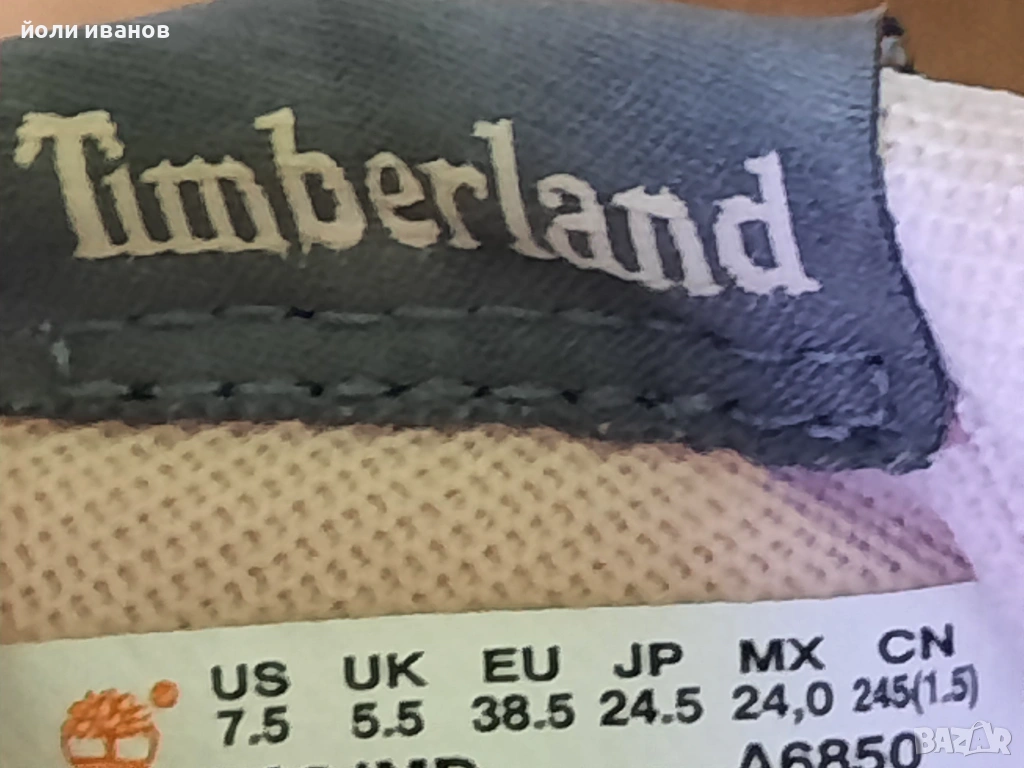 йоли иванов
Timberland
US UK EU JP MX CN
7.5 5.5 38.5 24.5 24,0 245(1.5)
A6850
BAZAR